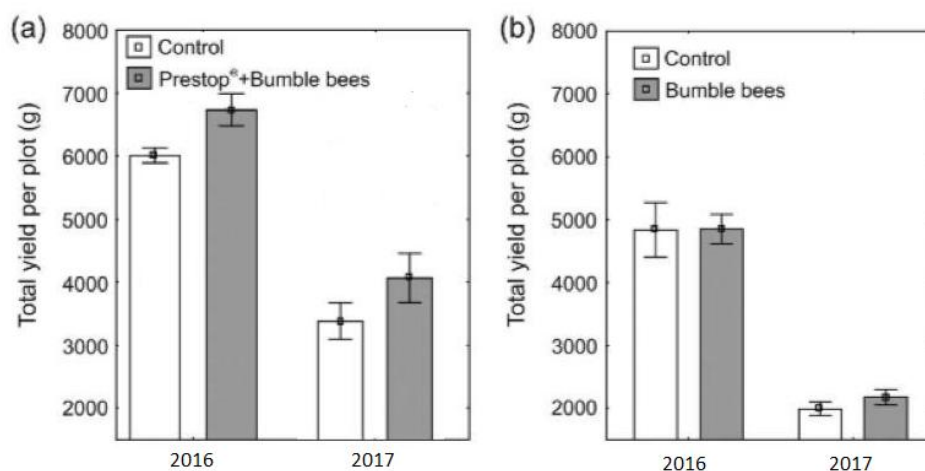 (a)
Total yield per plot (g)
8000
7000
6000
5000
4000
3000
2000
Control
Prestop®+Bumble bees
2016 2017
(b)
Total yield per plot (g)
8000
7000
6000
5000
4000
3000
2000
Control
Bumble bees
2016 2017